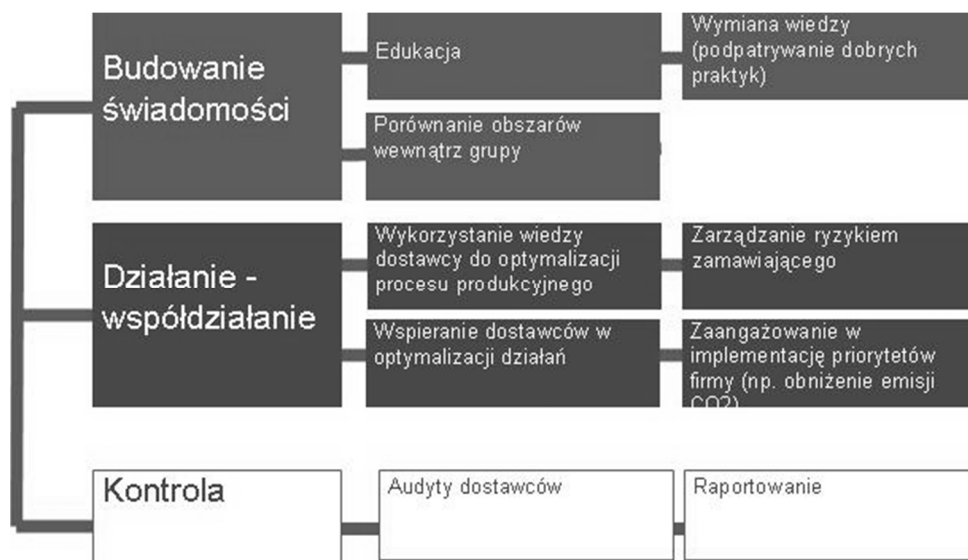 Budowanie
świadomości
Edukacja
Wymiana wiedzy
(podpatrywanie dobrych
praktyk)
Porównanie obszarów
wewnątrz grupy
Działanie -
współdziałanie
Wykorzystanie wiedzy
dostawcy do optymalizacji
procesu produkcyjnego
Zarządzanie ryzykiem
zamawiającego
Wspieranie dostawców w
optymalizacji działań
Zaangażowanie w
implementację priorytetów
firmy (np. obniżenie emisji
CO2)
Kontrola
Audyty dostawców
Raportowanie